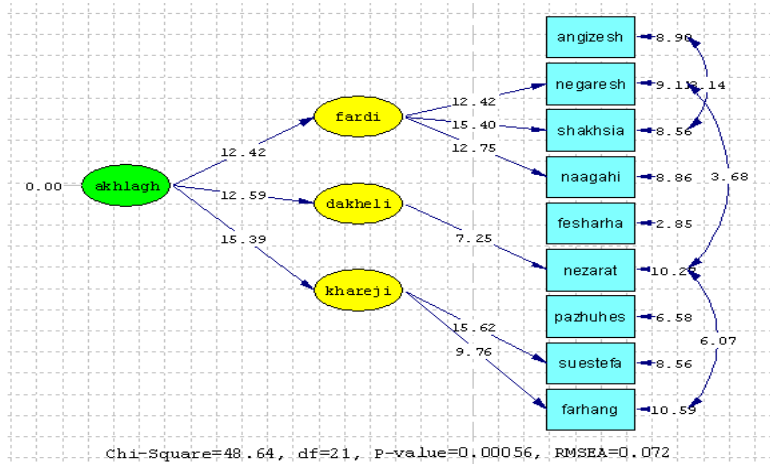 angizesh 8.90
negaresh 9.11 14
shakhsia 8.56
naagahi 8.86
fesharha 2.85
nezarat
pazhuhes 6.58
suestefa 8.56
farhang 10.59
fardi
dakheli
khareji
0.00 akhlagh
12.42
12.59
15.39
12.42
15.40
12.75
7.25
15.62
9.76
3.68
6.07
Chi-Square=48.64, df=21, P-value=0.00056, RMSEA=0.072